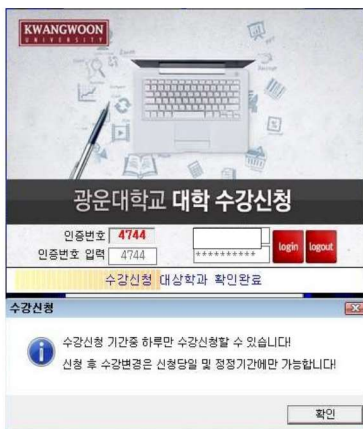 KWANGWOON
UNIVERSITY
광운대학교 대학 수강신청
인증번호 4744
인증번호 입력 4744 **********
login logout
수강신청 대상학과 확인완료
수강신청
수강신청 기간중 하루만 수강신청할 수 있습니다!
신청 후 수강변경은 신청당일 및 정정기간에만 가능합니다!
확인